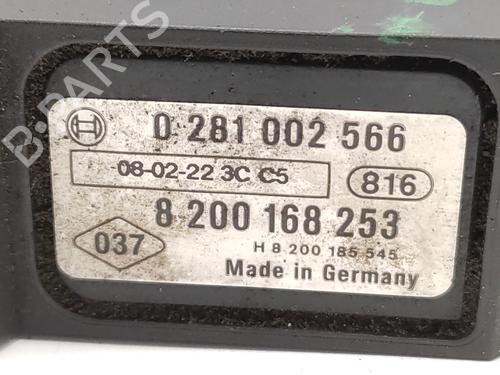 B-PARTS
0 281 002 566
08-02-22 3C C5
816
8 200 168 253
037
H 8 200 185 545
Made in Germany